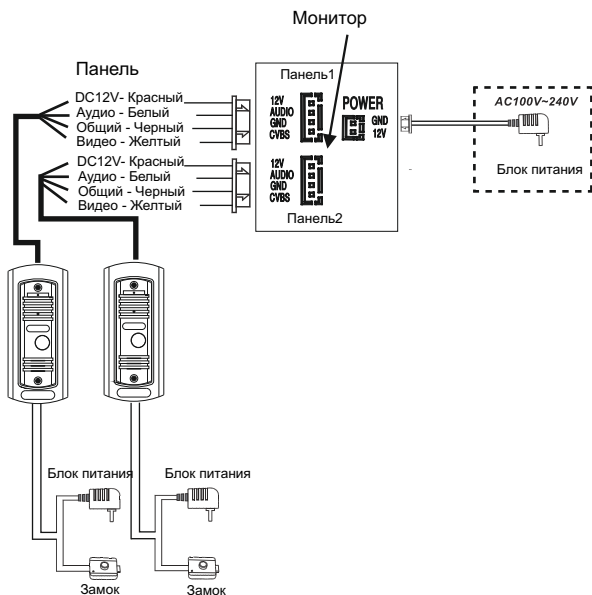 Монитор
Панель
DC12V- Красный
Аудио - Белый
Общий - Черный
Видео - Желтый
DC12V- Красный
Аудио - Белый
Общий - Черный
Видео - Желтый
Панель1
12V
AUDIO
GND
CVBS
POWER
GND
12V
12V
AUDIO
GND
CVBS
Панель2
AC100V~240V
Блок питания
Блок питания
Блок питания
Замок
Замок